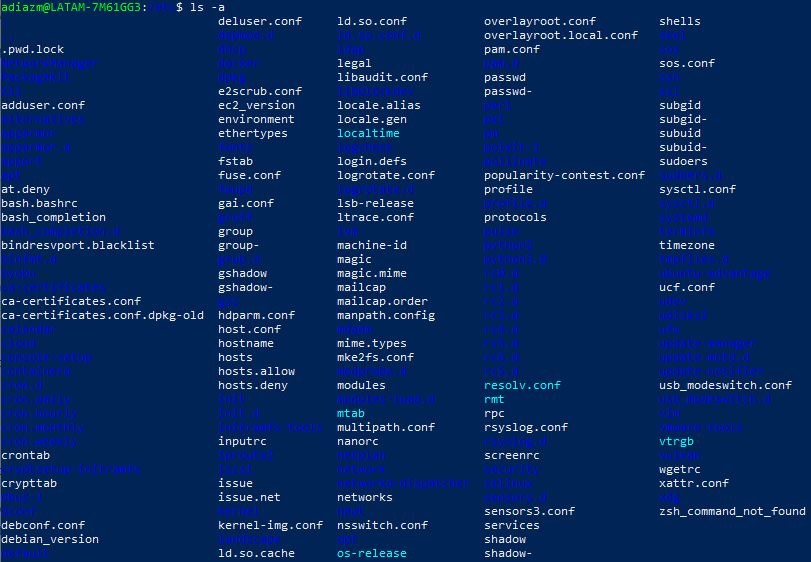 adiazm@LATAM-7M61GG3:/etc$ ls -a
. deluser.conf ld.so.conf overlayroot.conf shells
.. depmod.d ld.so.conf.d overlayroot.local.conf skel
.pwd.lock dhcp ldap pam.conf sos
NetworkManager docker legal pam.d sos.conf
PackageKit dpkg libaudit.conf passwd ssh
X11 e2scrub.conf libblockdev passwd- ssl
adduser.conf ec2_version locale.alias perl subgid
alternatives environment locale.gen pki subgid-
ethertypes localtime pm subuid
apparmor.d fonts logcheck polkit-1 subuid-
apport fstab login.defs pollinate sudoers
apt fuse.conf logrotate.conf popularity-contest.conf sudoers.d
at.deny fwupd logrotate.d profile sysctl.conf
bash.bashrc gai.conf lsb-release profile.d sysctl.d
bash_completion groff ltrace.conf protocols systemd
bash_completion.d group lvm pulse terminfo
bindresvport.blacklist group- machine-id python3 timezone
binfmt.d grub.d magic tmpfiles.d
byobu gshadow magic.mime rc0.d ubuntu-advantage
ca-certificates gshadow- mailcap rc1.d ucf.conf
ca-certificates.conf gss mailcap.order rc2.d udev
ca-certificates.conf.dpkg-old hdparm.conf manpath.config rc3.d udisks2
calendar host.conf mdadm rc4.d ufw
cloud hostname mime.types rc5.d update-manager
console-setup hosts mke2fs.conf rc6.d update-motd.d
containerd hosts.allow modprobe.d rcS.d update-notifier
cron.d hosts.deny modules resolv.conf usb_modeswitch.conf
cron.daily init modules-load.d rmt usb_modeswitch.d
cron.hourly init.d mtab rpc vim
cron.monthly initramfs-tools multipath.conf rsyslog.conf vmware-tools
cron.weekly inputrc nanorc rsyslog.d vtrgb
crontab iproute2 netplan screenrc vulkan
cryptsetup-initramfs iscsi network security wgetrc
crypttab issue networkd-dispatcher selinux xattr.conf
dbus-1 issue.net networks sensors.d xdg
dconf kernel newt sensors3.conf zsh_command_not_found
debconf.conf kernel-img.conf nsswitch.conf services
debian_version landscape opt shadow
default ld.so.cache os-release shadow-